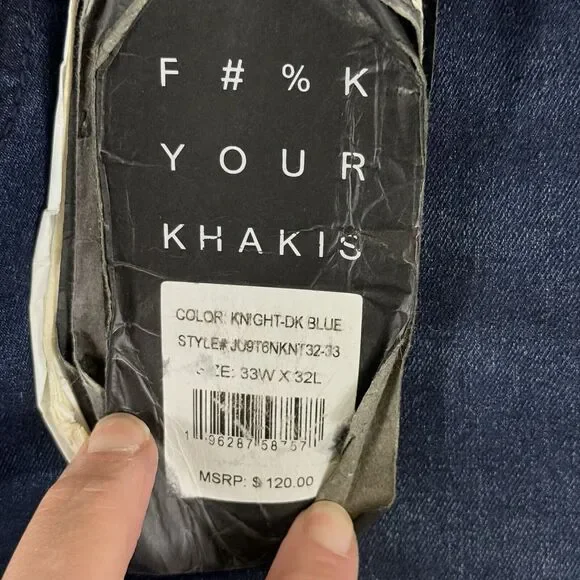 F # % K
YOUR
KHAKIS
COLOR: KNIGHT-DK BLUE
STYLE# JU9T6NKNT32-33
SIZE: 33W X 32L
MSRP: $ 120.00